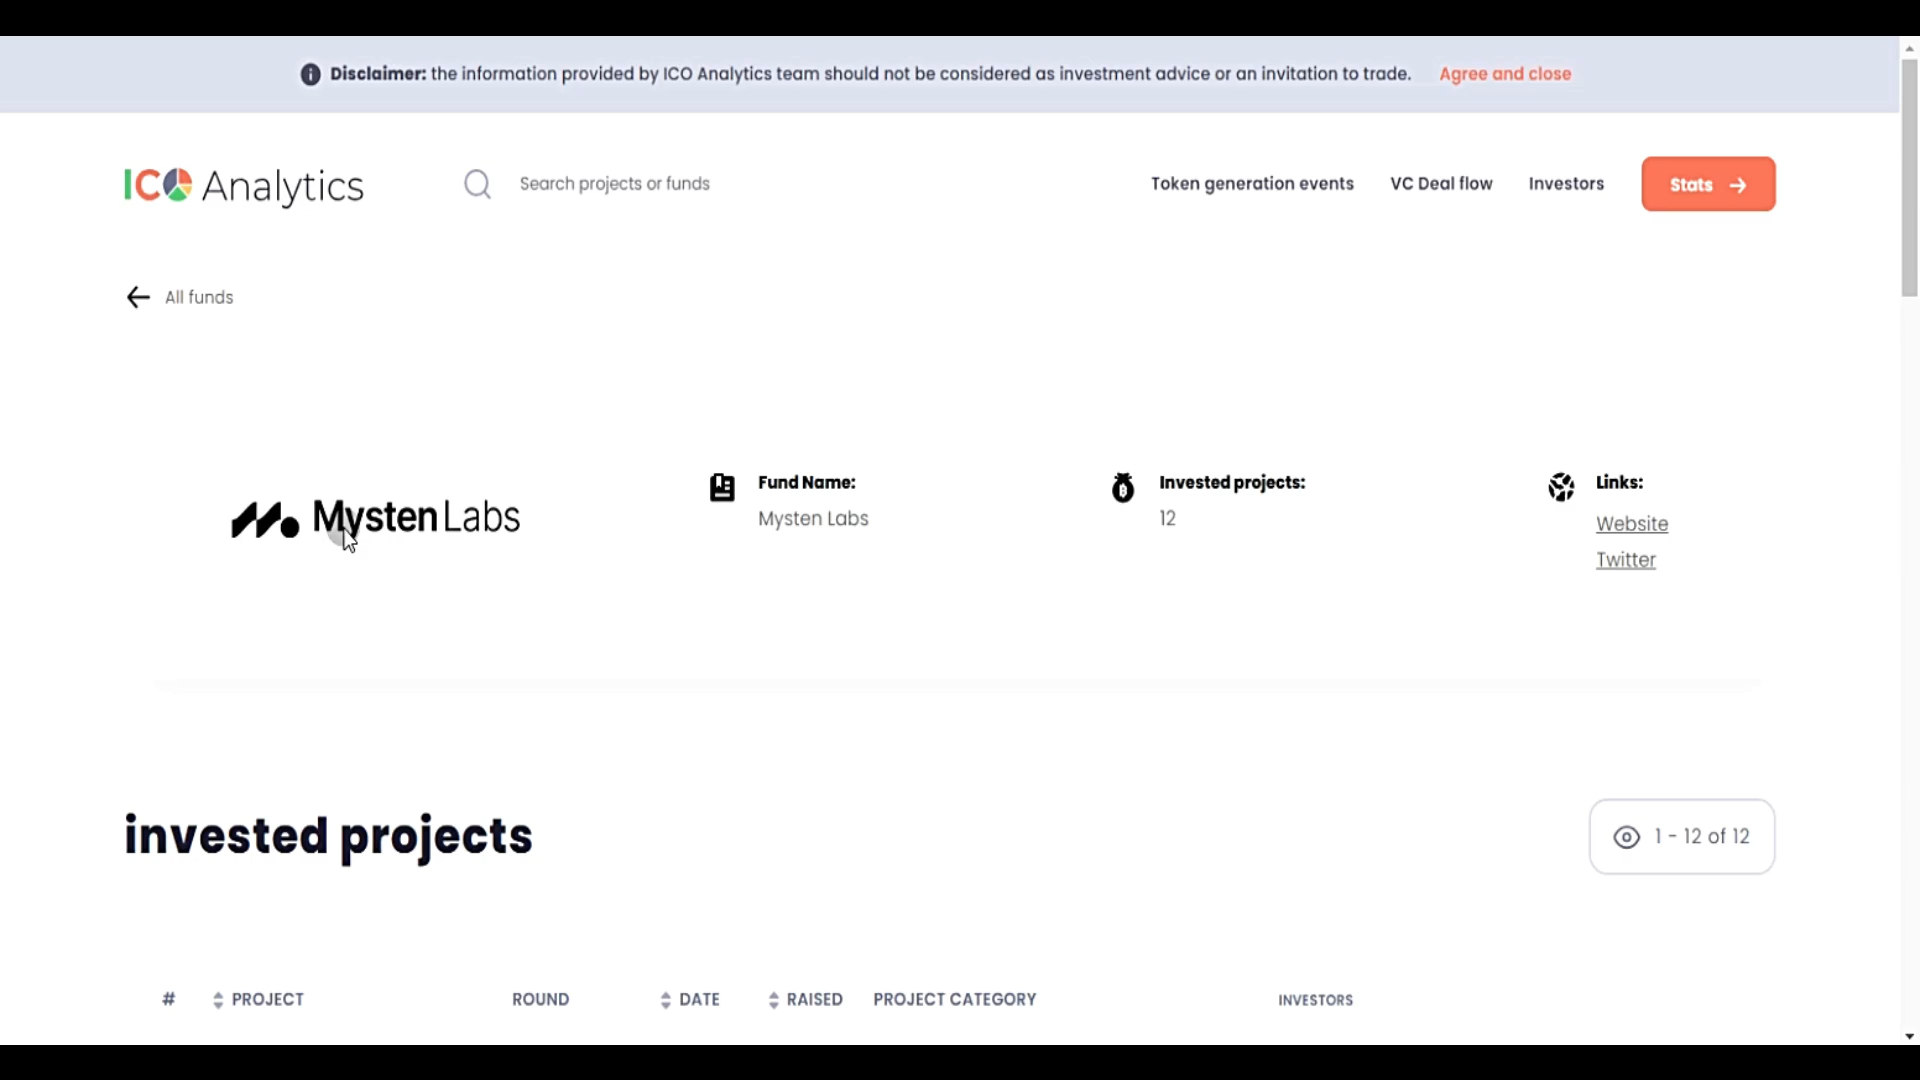 Disclaimer: the information provided by ICO Analytics team should not be considered as investment advice or an invitation to trade. Agree and close
ICO Analytics
Search projects or funds
Token generation events
VC Deal flow
Investors
Stats
All funds
Mysten Labs
Fund Name:
Mysten Labs
Invested projects:
12
Links:
Website
Twitter
invested projects
1 - 12 of 12
# PROJECT ROUND DATE RAISED PROJECT CATEGORY INVESTORS